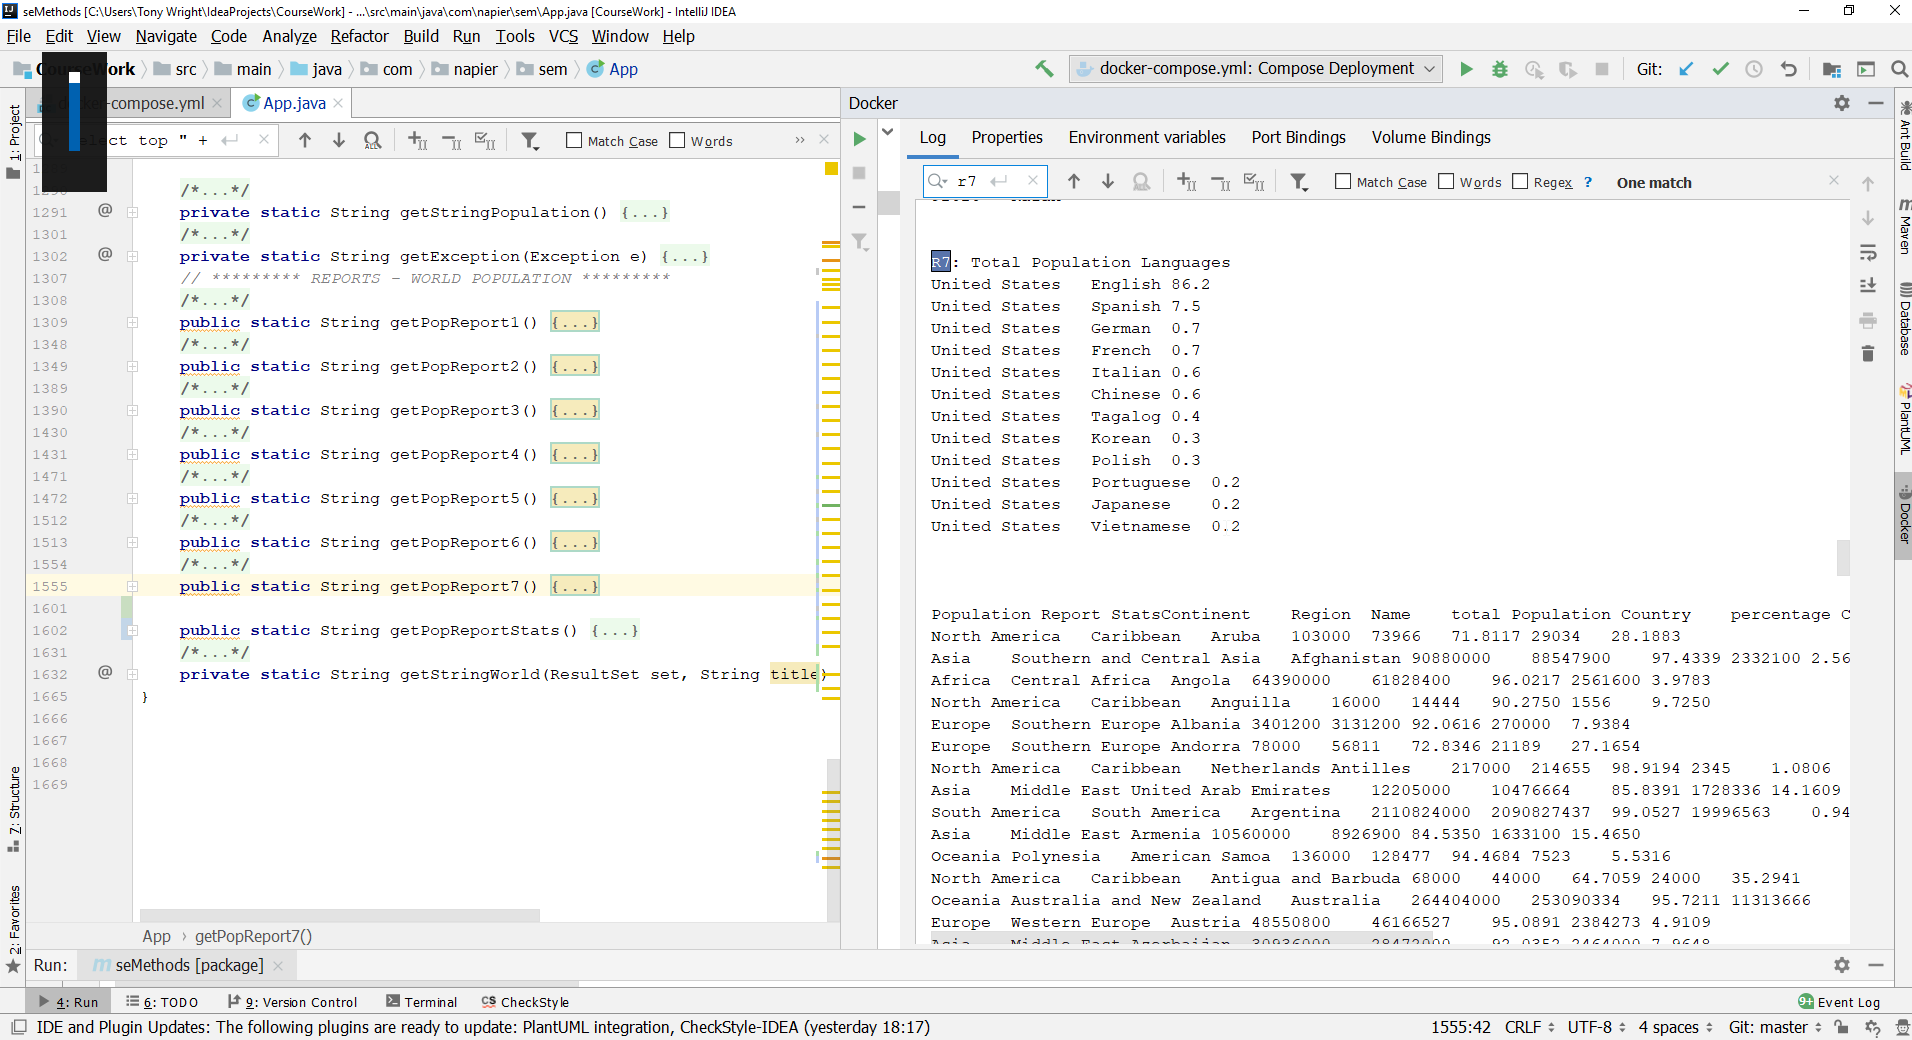 seMethods [C:\Users\Tony Wright\IdeaProjects\CourseWork] - ...\src\main\java\com\napier\sem\App.java [CourseWork] - IntelliJ IDEA
File Edit View Navigate Code Analyze Refactor Build Run Tools VCS Window Help
CourseWork src main java com napier sem App
docker-compose.yml: Compose Deployment Git:
1: Project
7: Structure
2: Favorites
-compose.yml App.java
ect top " + Match Case Words
/*...*/
1291 @ private static String getStringPopulation() {...}
1301 /*...*/
1302 @ private static String getException(Exception e) {...}
1307 // ********* REPORTS - WORLD POPULATION *********
1308 /*...*/
1309 public static String getPopReport1() {...}
1348 /*...*/
1349 public static String getPopReport2() {...}
1389 /*...*/
1390 public static String getPopReport3() {...}
1430 /*...*/
1431 public static String getPopReport4() {...}
1471 /*...*/
1472 public static String getPopReport5() {...}
1512 /*...*/
1513 public static String getPopReport6() {...}
1554 /*...*/
1555 public static String getPopReport7() {...}
1601
1602 public static String getPopReportStats() {...}
1631 /*...*/
1632 @ private static String getStringWorld(ResultSet set, String title)
1665 }
1666
1667
1668
1669
App › getPopReport7()
Docker
Log Properties Environment variables Port Bindings Volume Bindings
r7 Match Case Words Regex ? One match
R7: Total Population Languages
United States English 86.2
United States Spanish 7.5
United States German 0.7
United States French 0.7
United States Italian 0.6
United States Chinese 0.6
United States Tagalog 0.4
United States Korean 0.3
United States Polish 0.3
United States Portuguese 0.2
United States Japanese 0.2
United States Vietnamese 0.2
Population Report StatsContinent Region Name total Population Country percentage C
North America Caribbean Aruba 103000 73966 71.8117 29034 28.1883
Asia Southern and Central Asia Afghanistan 90880000 88547900 97.4339 2332100 2.56
Africa Central Africa Angola 64390000 61828400 96.0217 2561600 3.9783
North America Caribbean Anguilla 16000 14444 90.2750 1556 9.7250
Europe Southern Europe Albania 3401200 3131200 92.0616 270000 7.9384
Europe Southern Europe Andorra 78000 56811 72.8346 21189 27.1654
North America Caribbean Netherlands Antilles 217000 214655 98.9194 2345 1.0806
Asia Middle East United Arab Emirates 12205000 10476664 85.8391 1728336 14.1609
South America South America Argentina 2110824000 2090827437 99.0527 19996563 0.94
Asia Middle East Armenia 10560000 8926900 84.5350 1633100 15.4650
Oceania Polynesia American Samoa 136000 128477 94.4684 7523 5.5316
North America Caribbean Antigua and Barbuda 68000 44000 64.7059 24000 35.2941
Oceania Australia and New Zealand Australia 264404000 253090334 95.7211 11313666
Europe Western Europe Austria 48550800 46166527 95.0891 2384273 4.9109
Asia Middle East Azerbaijan 30936000 28472000 92.0352 2464000 7.9648
Ant Build
Maven
Database
PlantUML
Docker
Run: seMethods [package]
4: Run 6: TODO 9: Version Control Terminal CheckStyle 9+ Event Log
IDE and Plugin Updates: The following plugins are ready to update: PlantUML integration, CheckStyle-IDEA (yesterday 18:17) 1555:42 CRLF UTF-8 4 spaces Git: master